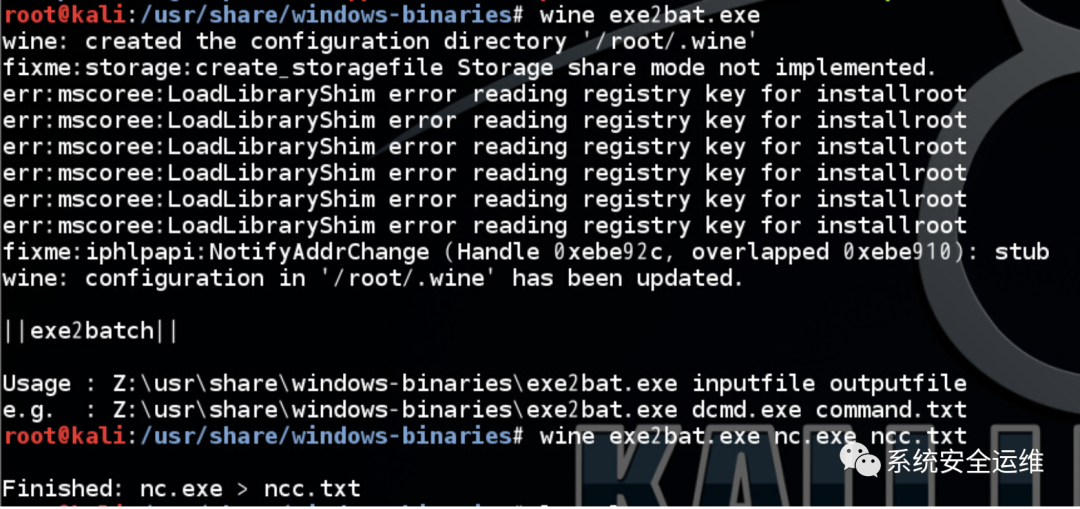 root@kali:/usr/share/windows-binaries# wine exe2bat.exe
wine: created the configuration directory '/root/.wine'
fixme:storage:create_storagefile Storage share mode not implemented.
err:mscoree:LoadLibraryShim error reading registry key for installroot
err:mscoree:LoadLibraryShim error reading registry key for installroot
err:mscoree:LoadLibraryShim error reading registry key for installroot
err:mscoree:LoadLibraryShim error reading registry key for installroot
err:mscoree:LoadLibraryShim error reading registry key for installroot
err:mscoree:LoadLibraryShim error reading registry key for installroot
fixme:iphlpapi:NotifyAddrChange (Handle 0xebe92c, overlapped 0xebe910): stub
wine: configuration in '/root/.wine' has been updated.
||exe2batch||
Usage : Z:\usr\share\windows-binaries\exe2bat.exe inputfile outputfile
e.g.  : Z:\usr\share\windows-binaries\exe2bat.exe dcmd.exe command.txt
root@kali:/usr/share/windows-binaries# wine exe2bat.exe nc.exe ncc.txt
系统安全运维
Finished: nc.exe > ncc.txt